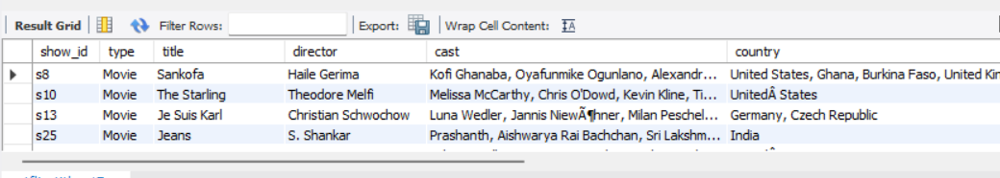 Result Grid Filter Rows: Export: Wrap Cell Content: IA
show_id type title director cast country
s8 Movie Sankofa Haile Gerima Kofi Ghanaba, Oyafunmike Ogunlano, Alexandr... United States, Ghana, Burkina Faso, United Kin
s10 Movie The Starling Theodore Melfi Melissa McCarthy, Chris O'Dowd, Kevin Kline, Ti... UnitedÂ States
s13 Movie Je Suis Karl Christian Schwochow Luna Wedler, Jannis NiewÃ¶hner, Milan Peschel... Germany, Czech Republic
s25 Movie Jeans S. Shankar Prashanth, Aishwarya Rai Bachchan, Sri Lakshm... India